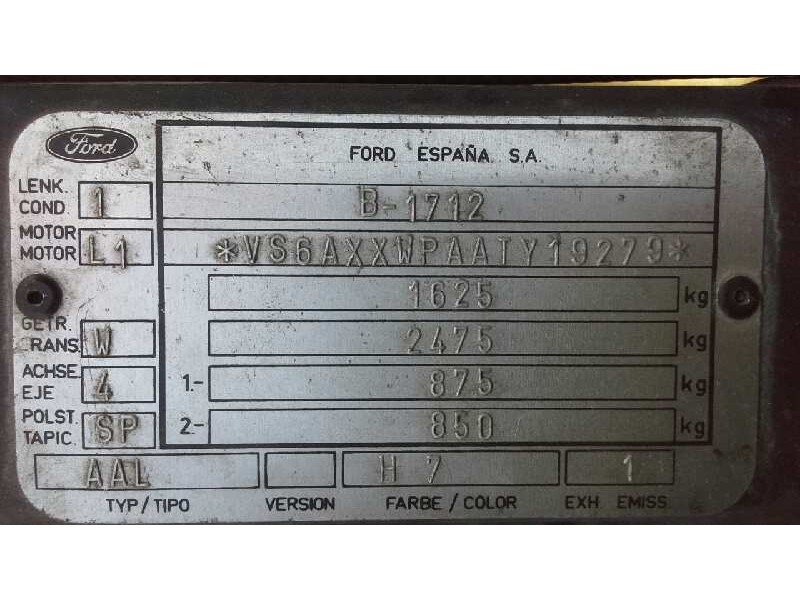 Ford
FORD ESPAÑA S.A.
LENK.
COND. 1
B-1712
MOTOR
MOTOR L1
*VS6AXXWPAATY19279*
1625 kg
GETR.
TRANS. W
2475 kg
ACHSE
EJE 4
1.- 875 kg
POLST.
TAPIC. SP
2.- 850 kg
AAL H 7 1
TYP/TIPO VERSION FARBE/COLOR EXH. EMISS.